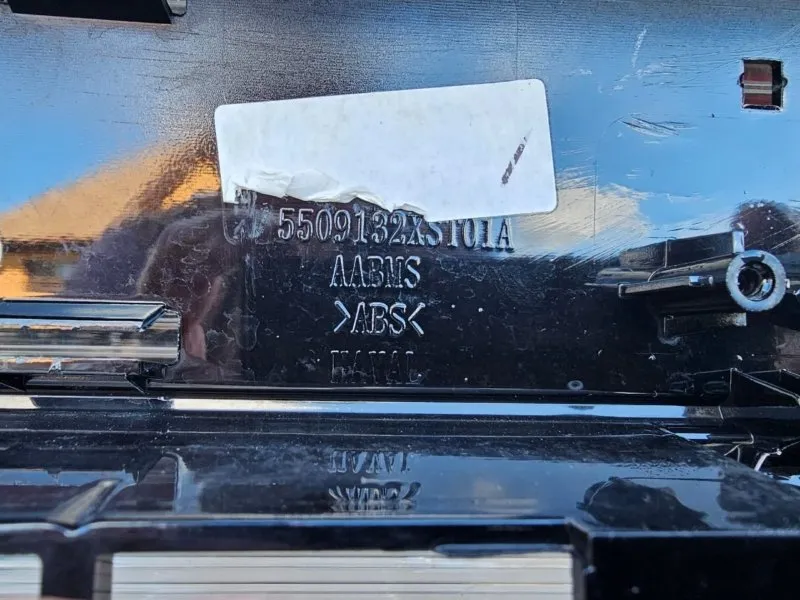 5509132XST01A
AABMS
>ABS<
HAVAL